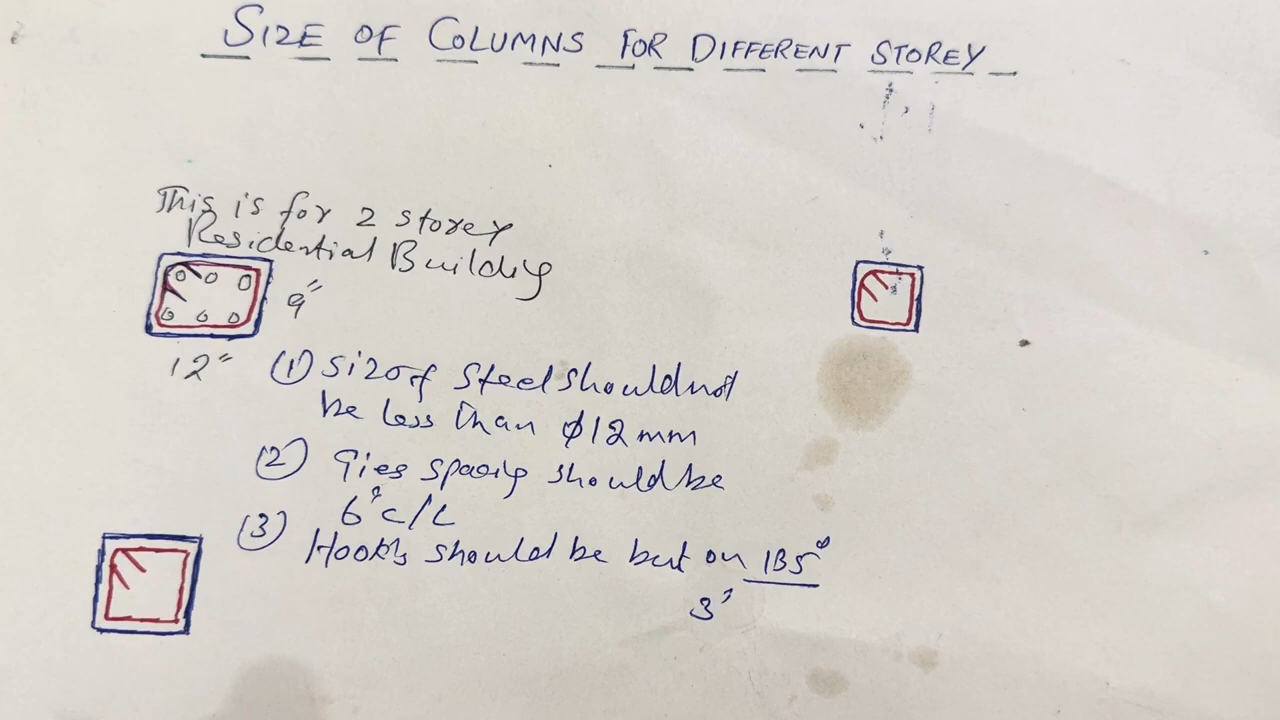 SIZE OF COLUMNS FOR DIFFERENT STOREY
This is for 2 storey
Residential Building
9"
12"
(1) Size of Steel should not
be less than ϕ12mm
(2) Ties spacing should be
6" c/c
(3) Hooks should be bent on 135°
3"